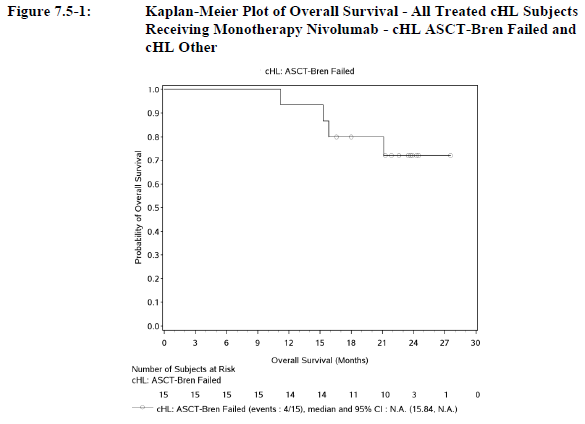 Figure 7.5-1: Kaplan-Meier Plot of Overall Survival - All Treated cHL Subjects
Receiving Monotherapy Nivolumab - cHL ASCT-Bren Failed and
cHL Other
cHL: ASCT-Bren Failed
Probability of Overall Survival
1.0
0.9
0.8
0.7
0.6
0.5
0.4
0.3
0.2
0.1
0.0
0 3 6 9 12 15 18 21 24 27 30
Overall Survival (Months)
Number of Subjects at Risk
cHL: ASCT-Bren Failed
15 15 15 15 14 14 11 10 3 1 0
cHL: ASCT-Bren Failed (events : 4/15), median and 95% CI : N.A. (15.84, N.A.)